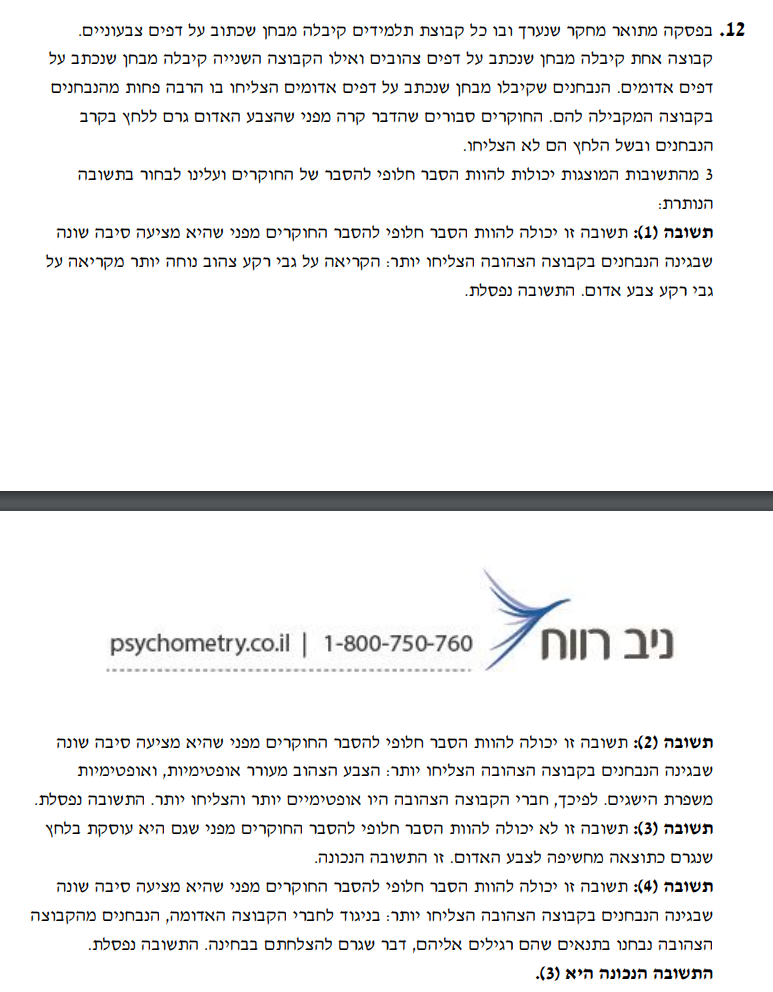 12. בפסקה מתואר מחקר שנערך ובו כל קבוצת תלמידים קיבלה מבחן שכתוב על דפים צבעוניים.
קבוצה אחת קיבלה מבחן שנכתב על דפים צהובים ואילו הקבוצה השנייה קיבלה מבחן שנכתב על
דפים אדומים. הנבחנים שקיבלו מבחן שנכתב על דפים אדומים הצליחו בו הרבה פחות מהנבחנים
בקבוצה המקבילה להם. החוקרים סבורים שהדבר קרה מפני שהצבע האדום גרם ללחץ בקרב
הנבחנים ובשל הלחץ הם לא הצליחו.
3 מהתשובות המוצגות יכולות להוות הסבר חלופי להסבר של החוקרים ועלינו לבחור בתשובה
הנותרת:
תשובה (1): תשובה זו יכולה להוות הסבר חלופי להסבר החוקרים מפני שהיא מציעה סיבה שונה
שבגינה הנבחנים בקבוצה הצהובה הצליחו יותר: הקריאה על גבי רקע צהוב נוחה יותר מקריאה על
גבי רקע צבע אדום. התשובה נפסלת.
ניב רווח
psychometry.co.il | 1-800-750-760
תשובה (2): תשובה זו יכולה להוות הסבר חלופי להסבר החוקרים מפני שהיא מציעה סיבה שונה
שבגינה הנבחנים בקבוצה הצהובה הצליחו יותר: הצבע הצהוב מעורר אופטימיות, ואופטימיות
משפרת הישגים. לפיכך, חברי הקבוצה הצהובה היו אופטימיים יותר והצליחו יותר. התשובה נפסלת.
תשובה (3): תשובה זו לא יכולה להוות הסבר חלופי להסבר החוקרים מפני שגם היא עוסקת בלחץ
שנגרם כתוצאה מחשיפה לצבע האדום. זו התשובה הנכונה.
תשובה (4): תשובה זו יכולה להוות הסבר חלופי להסבר החוקרים מפני שהיא מציעה סיבה שונה
שבגינה הנבחנים בקבוצה הצהובה הצליחו יותר: בניגוד לחברי הקבוצה האדומה, הנבחנים מהקבוצה
הצהובה נבחנו בתנאים שהם רגילים אליהם, דבר שגרם להצלחתם בבחינה. התשובה נפסלת.
התשובה הנכונה היא (3).